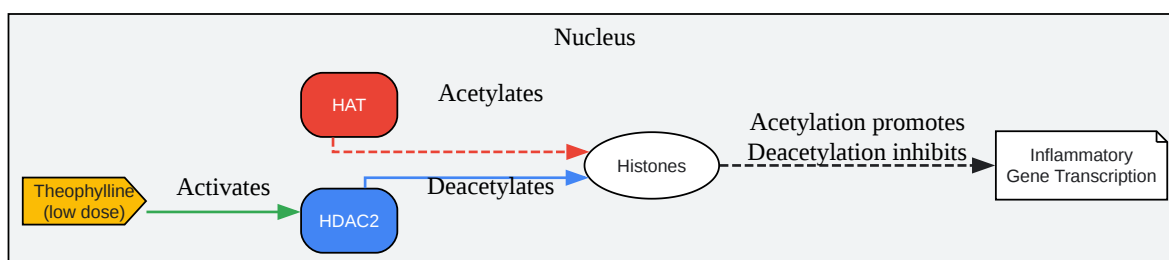 Nucleus
HAT
Acetylates
Acetylation promotes
Deacetylation inhibits
Inflammatory
Gene Transcription
Histones
Theophylline
(low dose)
Activates
HDAC2
Deacetylates